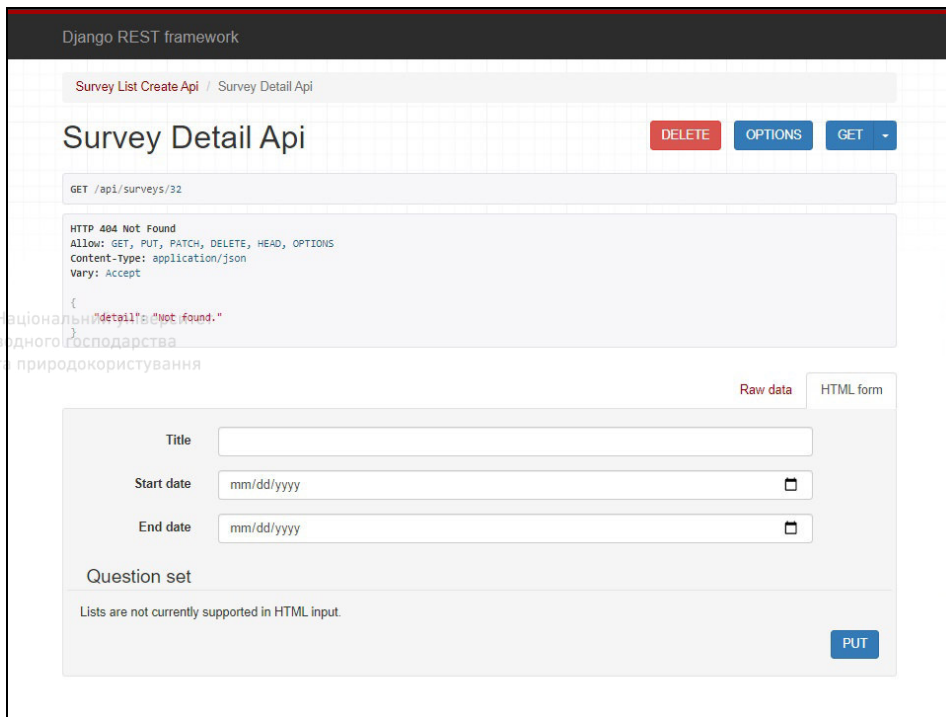 Django REST framework
Survey List Create Api / Survey Detail Api
Survey Detail Api
DELETE OPTIONS GET
GET /api/surveys/32
HTTP 404 Not Found
Allow: GET, PUT, PATCH, DELETE, HEAD, OPTIONS
Content-Type: application/json
Vary: Accept
{
"detail": "Not found."
}
господарства
та природокористування
Raw data HTML form
Title
Start date mm/dd/yyyy
End date mm/dd/yyyy
Question set
Lists are not currently supported in HTML input.
PUT